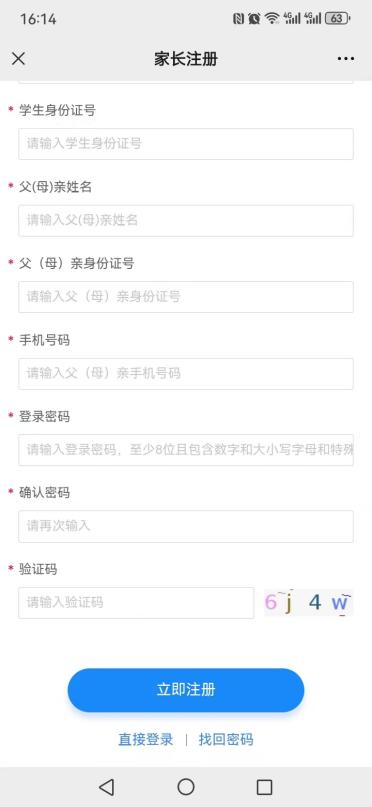 16:14
4G 4G 63
家长注册
* 学生身份证号
请输入学生身份证号
* 父(母)亲姓名
请输入父(母)亲姓名
* 父（母）亲身份证号
请输入父（母）亲身份证号
* 手机号码
请输入父（母）亲手机号码
* 登录密码
请输入登录密码，至少8位且包含数字和大小写字母和特殊
* 确认密码
请再次输入
* 验证码
请输入验证码 6j4w
立即注册
直接登录 | 找回密码